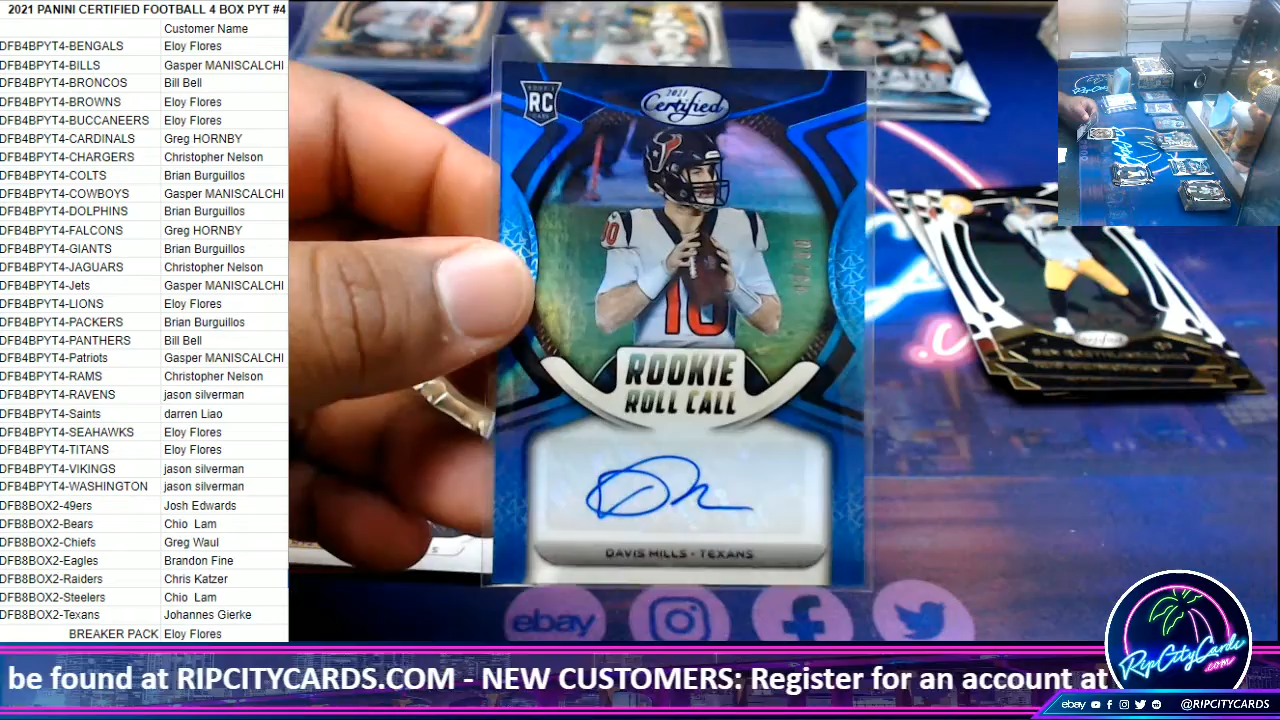 2021 PANINI CERTIFIED FOOTBALL 4 BOX PYT #4
Customer Name
DFB4BPYT4-BENGALS Eloy Flores
DFB4BPYT4-BILLS Gasper MANISCALCHI
DFB4BPYT4-BRONCOS Bill Bell
DFB4BPYT4-BROWNS Eloy Flores
DFB4BPYT4-BUCCANEERS Eloy Flores
DFB4BPYT4-CARDINALS Greg HORNBY
DFB4BPYT4-CHARGERS Christopher Nelson
DFB4BPYT4-COLTS Brian Burguillos
DFB4BPYT4-COWBOYS Gasper MANISCALCHI
DFB4BPYT4-DOLPHINS Brian Burguillos
DFB4BPYT4-FALCONS Greg HORNBY
DFB4BPYT4-GIANTS Brian Burguillos
DFB4BPYT4-JAGUARS Christopher Nelson
DFB4BPYT4-Jets Gasper MANISCALCHI
DFB4BPYT4-LIONS Eloy Flores
DFB4BPYT4-PACKERS Brian Burguillos
DFB4BPYT4-PANTHERS Bill Bell
DFB4BPYT4-Patriots Gasper MANISCALCHI
DFB4BPYT4-RAMS Christopher Nelson
DFB4BPYT4-RAVENS jason silverman
DFB4BPYT4-Saints darren Liao
DFB4BPYT4-SEAHAWKS Eloy Flores
DFB4BPYT4-TITANS Eloy Flores
DFB4BPYT4-VIKINGS jason silverman
DFB4BPYT4-WASHINGTON jason silverman
DFB8BOX2-49ers Josh Edwards
DFB8BOX2-Bears Chio Lam
DFB8BOX2-Chiefs Greg Waul
DFB8BOX2-Eagles Brandon Fine
DFB8BOX2-Raiders Chris Katzer
DFB8BOX2-Steelers Chio Lam
DFB8BOX2-Texans Johannes Gierke
BREAKER PACK Eloy Flores
RC
2021
Certified
10
10
ROOKIE
ROLL CALL
DAVIS MILLS - TEXANS
ebay
RipCityCards
.com
be found at RIPCITYCARDS.COM - NEW CUSTOMERS: Register for an account at
ebay @RIPCITYCARDS